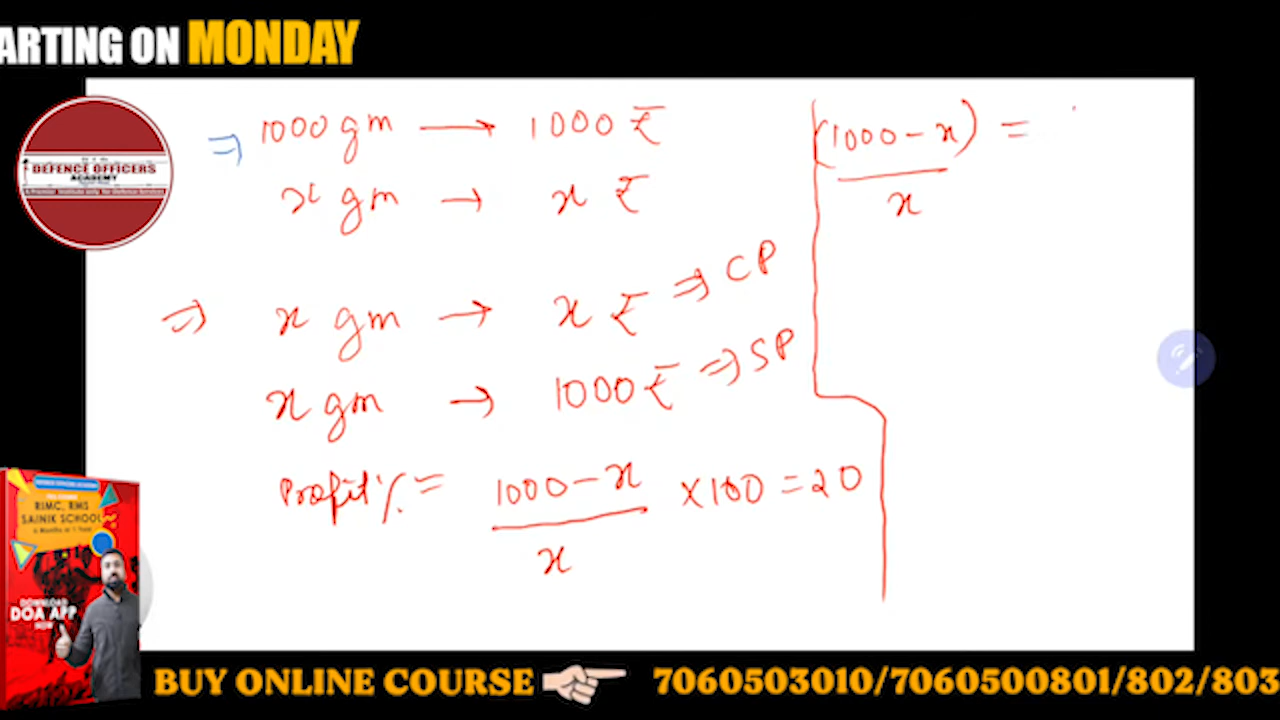 ARTING ON MONDAY
DEFENCE OFFICERS
ACADEMY
⇒ 1000 gm → 1000 ₹
x gm → x ₹
⇒ x gm → x ₹ ⇒ CP
x gm → 1000 ₹ ⇒ SP
Profit % = 1000 - x / x × 100 = 20
(1000 - x) / x =
RIMC, RMS
SAINIK SCHOOL
DOWNLOAD
DOA APP
NOW
BUY ONLINE COURSE 7060503010/7060500801/802/803